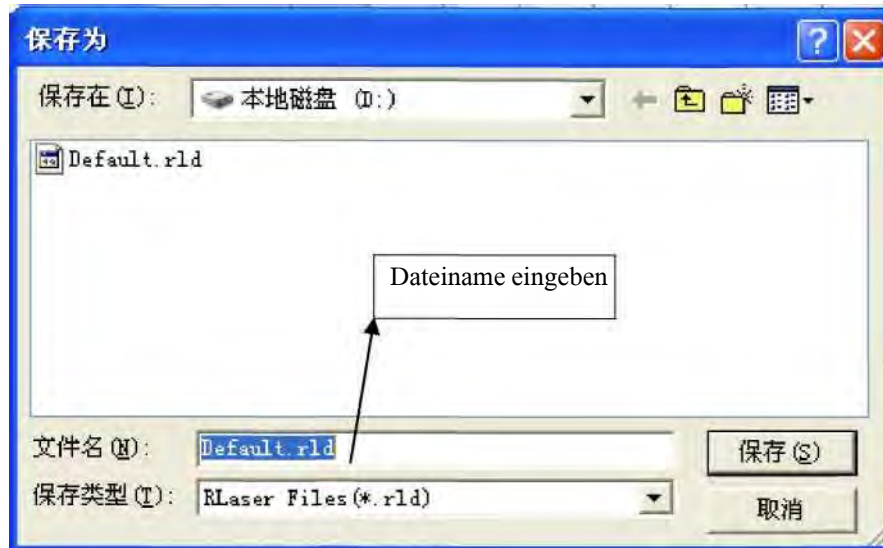 保存为
保存在(I): 本地磁盘 (D:)
Default.rld
Dateiname eingeben
文件名(N): Default.rld
保存(S)
保存类型(T): RLaser Files(*.rld)
取消